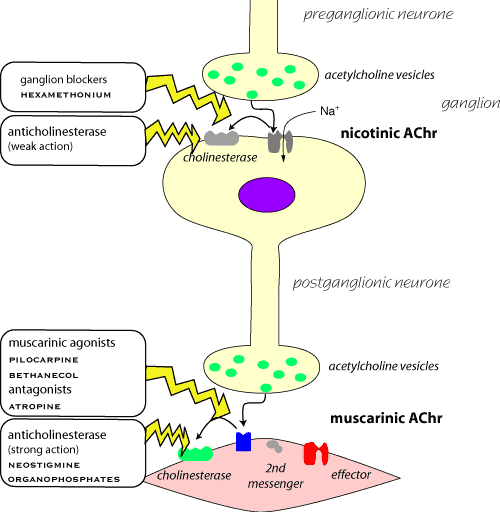 preganglionic neurone
acetylcholine vesicles
ganglion blockers
HEXAMETHONIUM
ganglion
Na+
anticholinesterase
(weak action)
nicotinic AChr
cholinesterase
postganglionic neurone
muscarinic agonists
PILOCARPINE
BETHANECOL
antagonists
ATROPINE
acetylcholine vesicles
muscarinic AChr
anticholinesterase
(strong action)
NEOSTIGMINE
ORGANOPHOSPHATES
cholinesterase
2nd
messenger
effector